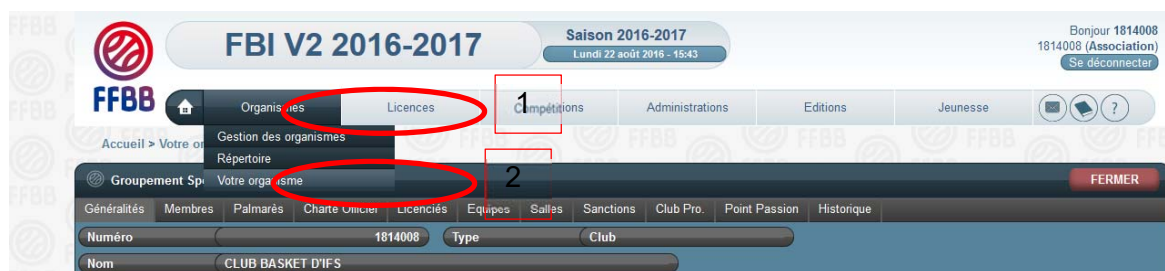 FBI V2 2016-2017
Saison 2016-2017
Lundi 22 août 2016 - 15:43
Bonjour 1814008
1814008 (Association)
Se déconnecter
FFBB
Organismes Licences 1 Compétitions Administrations Editions Jeunesse ?
Accueil > Votre or
Gestion des organismes
Répertoire
Votre organisme 2
Groupement Sp
FERMER
Généralités Membres Palmarès Charte Officiel Licenciés Equipes Salles Sanctions Club Pro. Point Passion Historique
Numéro 1814008 Type Club
Nom CLUB BASKET D'IFS